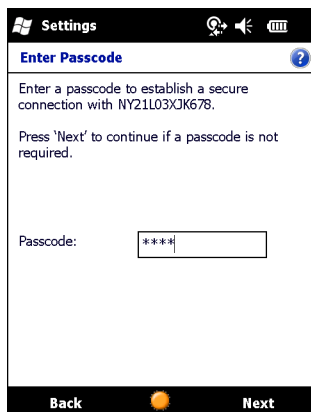 Settings
Enter Passcode
Enter a passcode to establish a secure
connection with NY21L03XJK678.
Press ‘Next’ to continue if a passcode is not
required.
Passcode: ****
Back Next